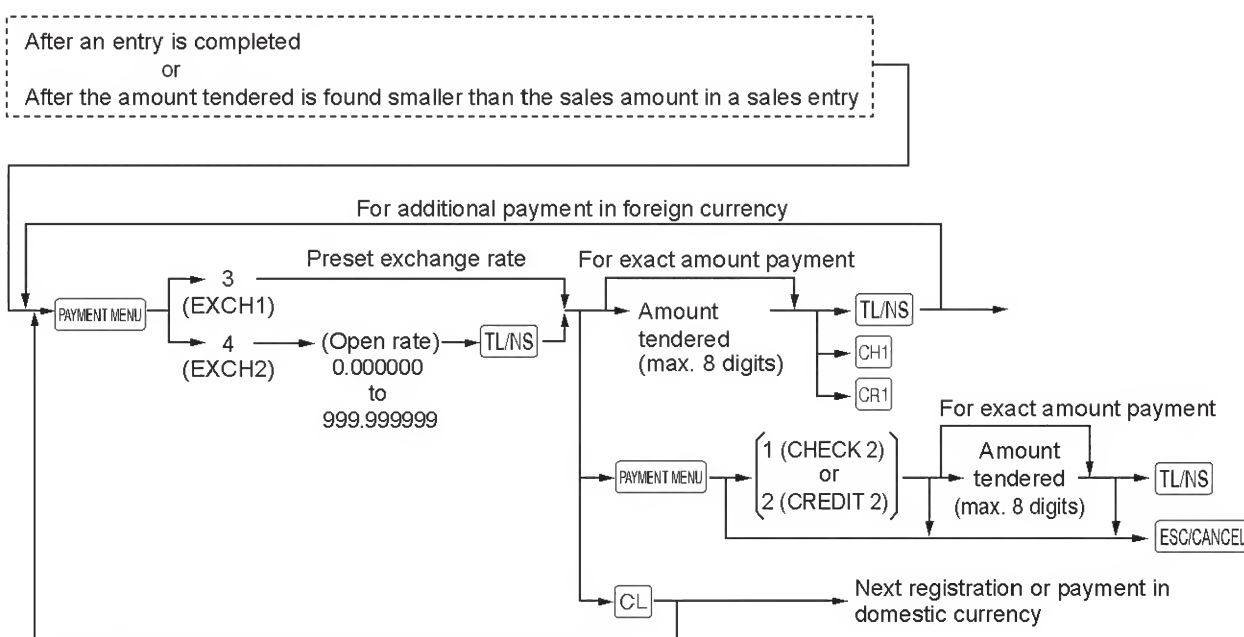 After an entry is completed
or
After the amount tendered is found smaller than the sales amount in a sales entry
For additional payment in foreign currency
Preset exchange rate
For exact amount payment
PAYMENT MENU
3
(EXCH1)
4
(EXCH2)
(Open rate)
0.000000
to
999.999999
TL/NS
Amount
tendered
(max. 8 digits)
TL/NS
CH1
CR1
For exact amount payment
PAYMENT MENU
1 (CHECK 2)
or
2 (CREDIT 2)
Amount
tendered
(max. 8 digits)
TL/NS
ESC/CANCEL
CL
Next registration or payment in
domestic currency